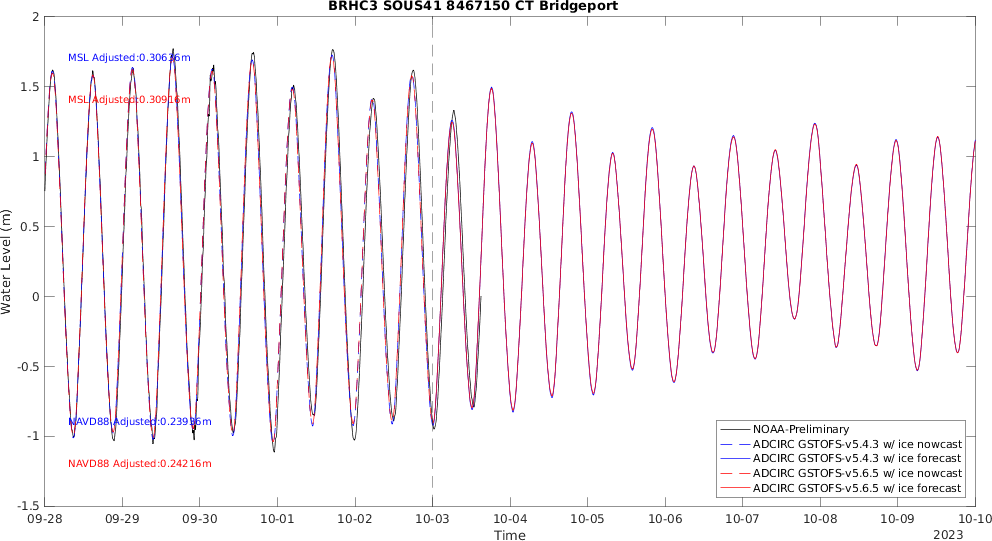 BRHC3 SOUS41 8467150 CT Bridgeport
2
1.5
1
0.5
0
-0.5
-1
-1.5
Water Level (m)
MSL Adjusted:0.30636m
MSL Adjusted:0.30916m
NAVD88 Adjusted:0.23936m
NAVD88 Adjusted:0.24216m
NOAA-Preliminary
ADCIRC GSTOFS-v5.4.3 w/ ice nowcast
ADCIRC GSTOFS-v5.4.3 w/ ice forecast
ADCIRC GSTOFS-v5.6.5 w/ ice nowcast
ADCIRC GSTOFS-v5.6.5 w/ ice forecast
09-28 09-29 09-30 10-01 10-02 10-03 10-04 10-05 10-06 10-07 10-08 10-09 10-10
Time
2023